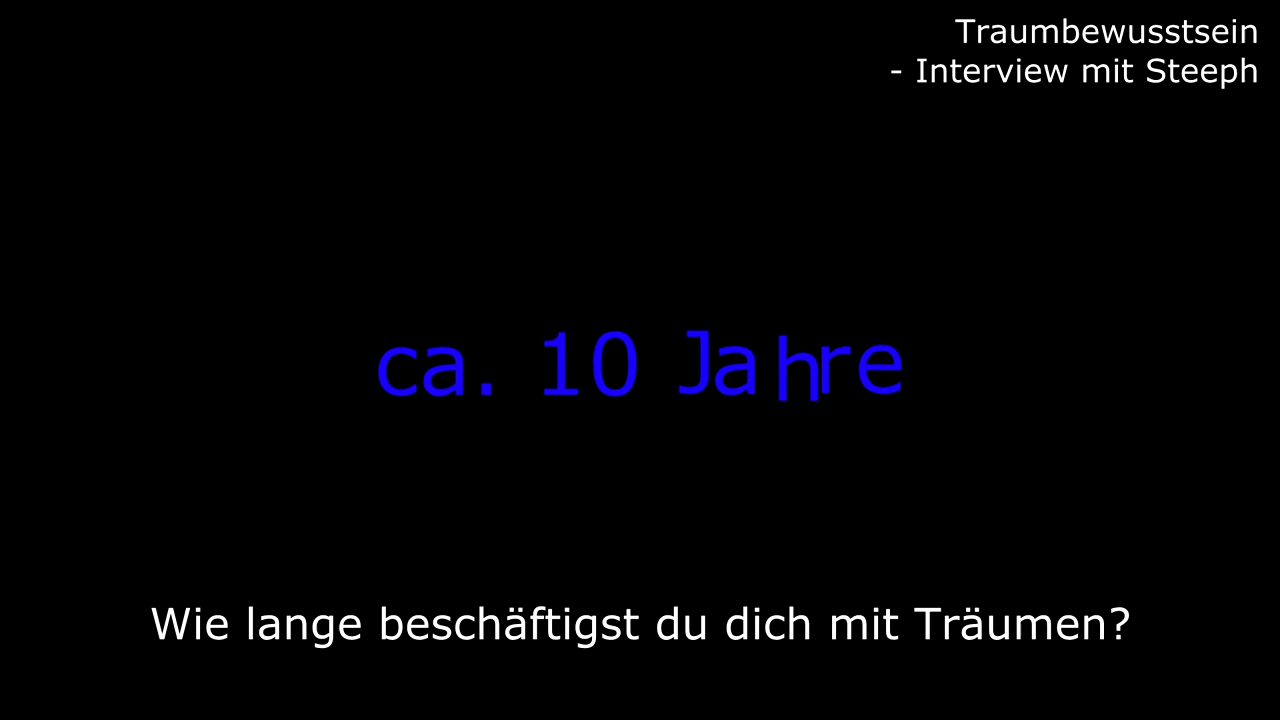 Traumbewusstsein
- Interview mit Steeph
ca. 10 Jahre
Wie lange beschäftigst du dich mit Träumen?